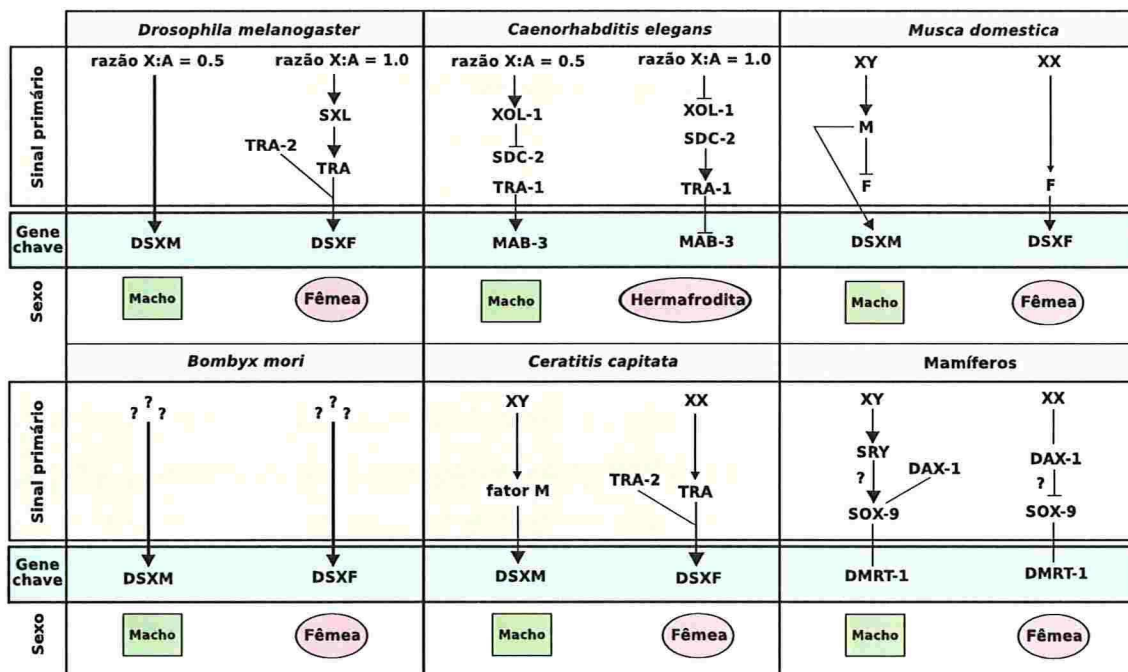 Drosophila melanogaster
Caenorhabditis elegans
Musca domestica
Sinal primário
razão X:A = 0.5
razão X:A = 1.0
SXL
TRA-2
TRA
razão X:A = 0.5
razão X:A = 1.0
XOL-1
XOL-1
SDC-2
SDC-2
TRA-1
TRA-1
XY
XX
M
F
F
Gene
chave
DSXM
DSXF
MAB-3
MAB-3
DSXM
DSXF
Sexo
Macho
Fêmea
Macho
Hermafrodita
Macho
Fêmea
Bombyx mori
Ceratitis capitata
Mamíferos
Sinal primário
? ? ?
? ? ?
XY
XX
fator M
TRA-2
TRA
XY
XX
SRY
?
DAX-1
SOX-9
DAX-1
?
SOX-9
Gene
chave
DSXM
DSXF
DSXM
DSXF
DMRT-1
DMRT-1
Sexo
Macho
Fêmea
Macho
Fêmea
Macho
Fêmea